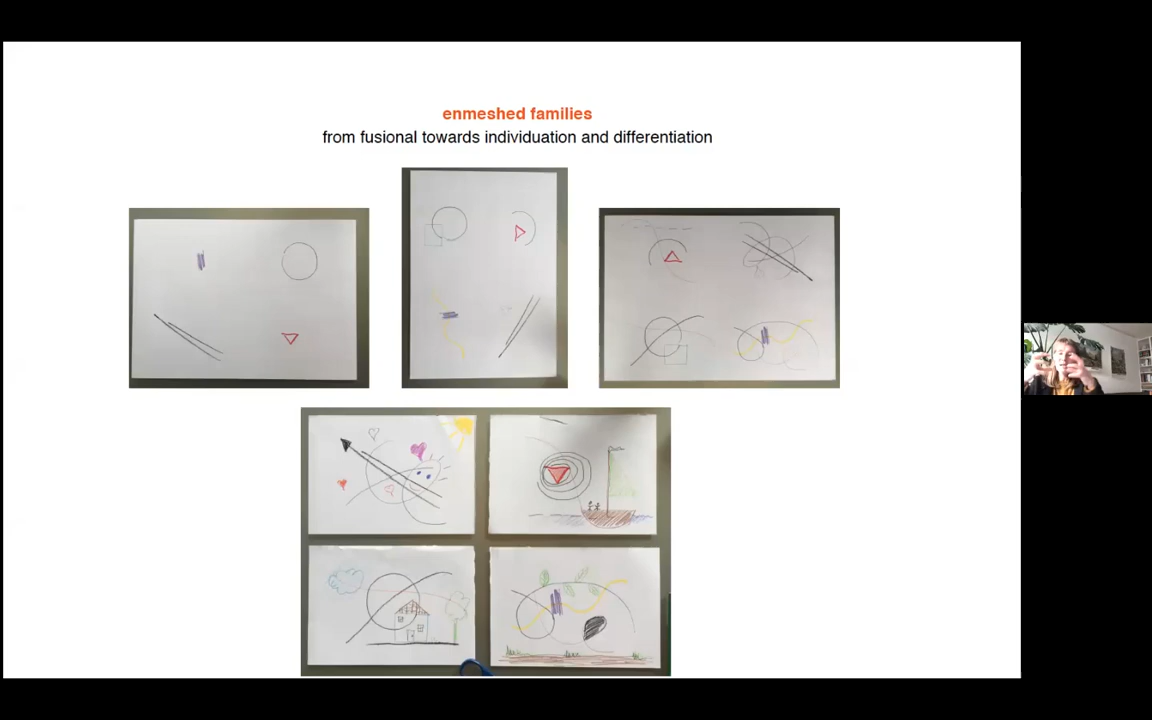 enmeshed families
from fusional towards individuation and differentiation